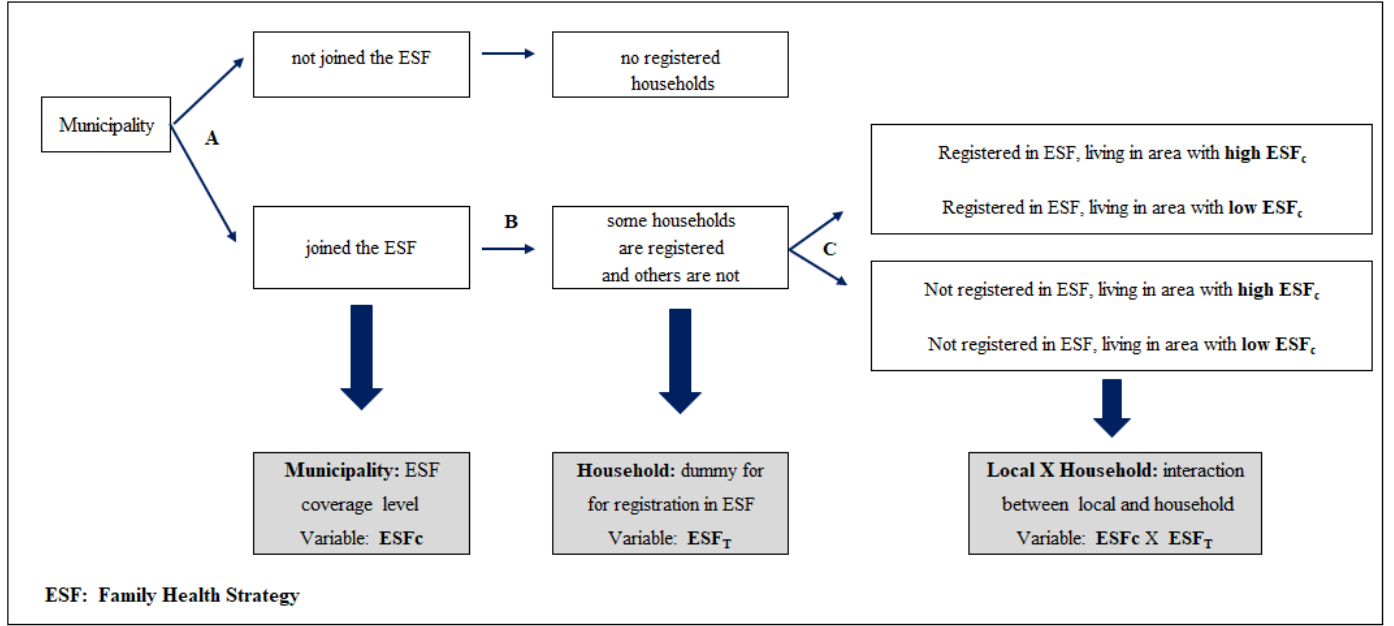 not joined the ESF
no registered
households
Municipality
A
Registered in ESF, living in area with high ESFc
Registered in ESF, living in area with low ESFc
joined the ESF
B
some households
are registered
and others are not
C
Not registered in ESF, living in area with high ESFc
Not registered in ESF, living in area with low ESFc
Municipality: ESF
coverage level
Variable: ESFc
Household: dummy for
for registration in ESF
Variable: ESFT
Local X Household: interaction
between local and household
Variable: ESFc X ESFT
ESF: Family Health Strategy